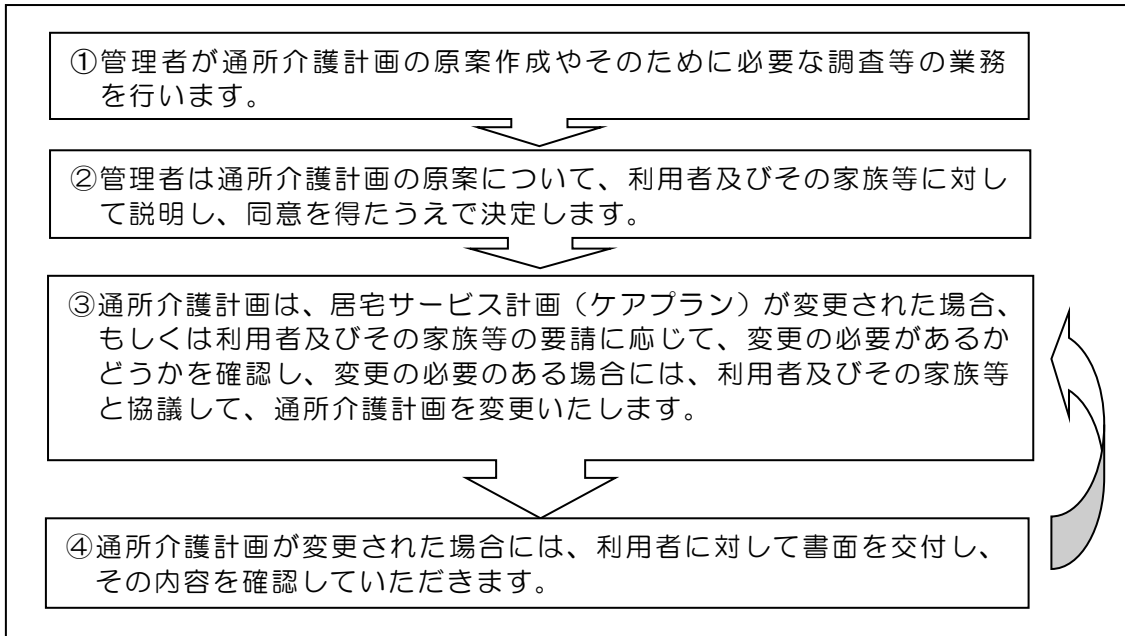 ①管理者が通所介護計画の原案作成やそのために必要な調査等の業務
を行います。
②管理者は通所介護計画の原案について、利用者及びその家族等に対し
て説明し、同意を得たうえで決定します。
③通所介護計画は、居宅サービス計画（ケアプラン）が変更された場合、
もしくは利用者及びその家族等の要請に応じて、変更の必要があるか
どうかを確認し、変更の必要のある場合には、利用者及びその家族等
と協議して、通所介護計画を変更いたします。
④通所介護計画が変更された場合には、利用者に対して書面を交付し、
その内容を確認していただきます。